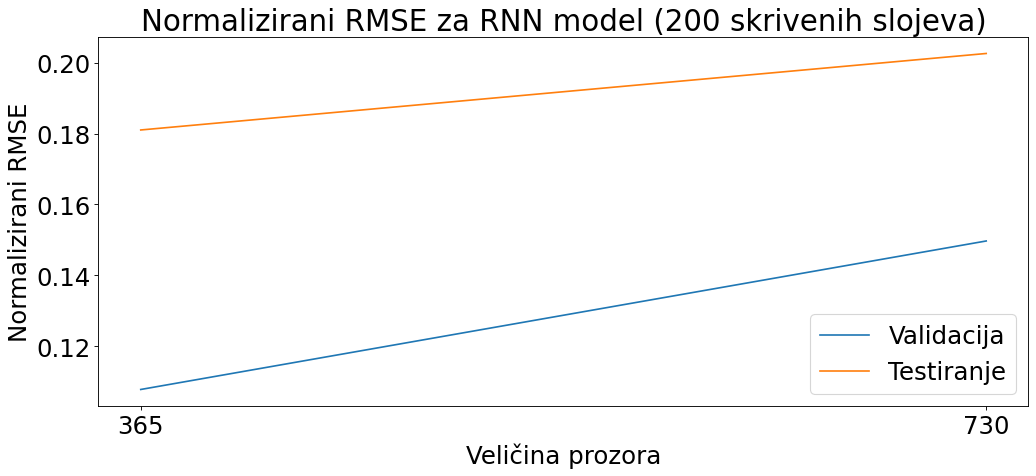 Normalizirani RMSE za RNN model (200 skrivenih slojeva)
Normalizirani RMSE
0.20
0.18
0.16
0.14
0.12
Validacija
Testiranje
365
730
Veličina prozora